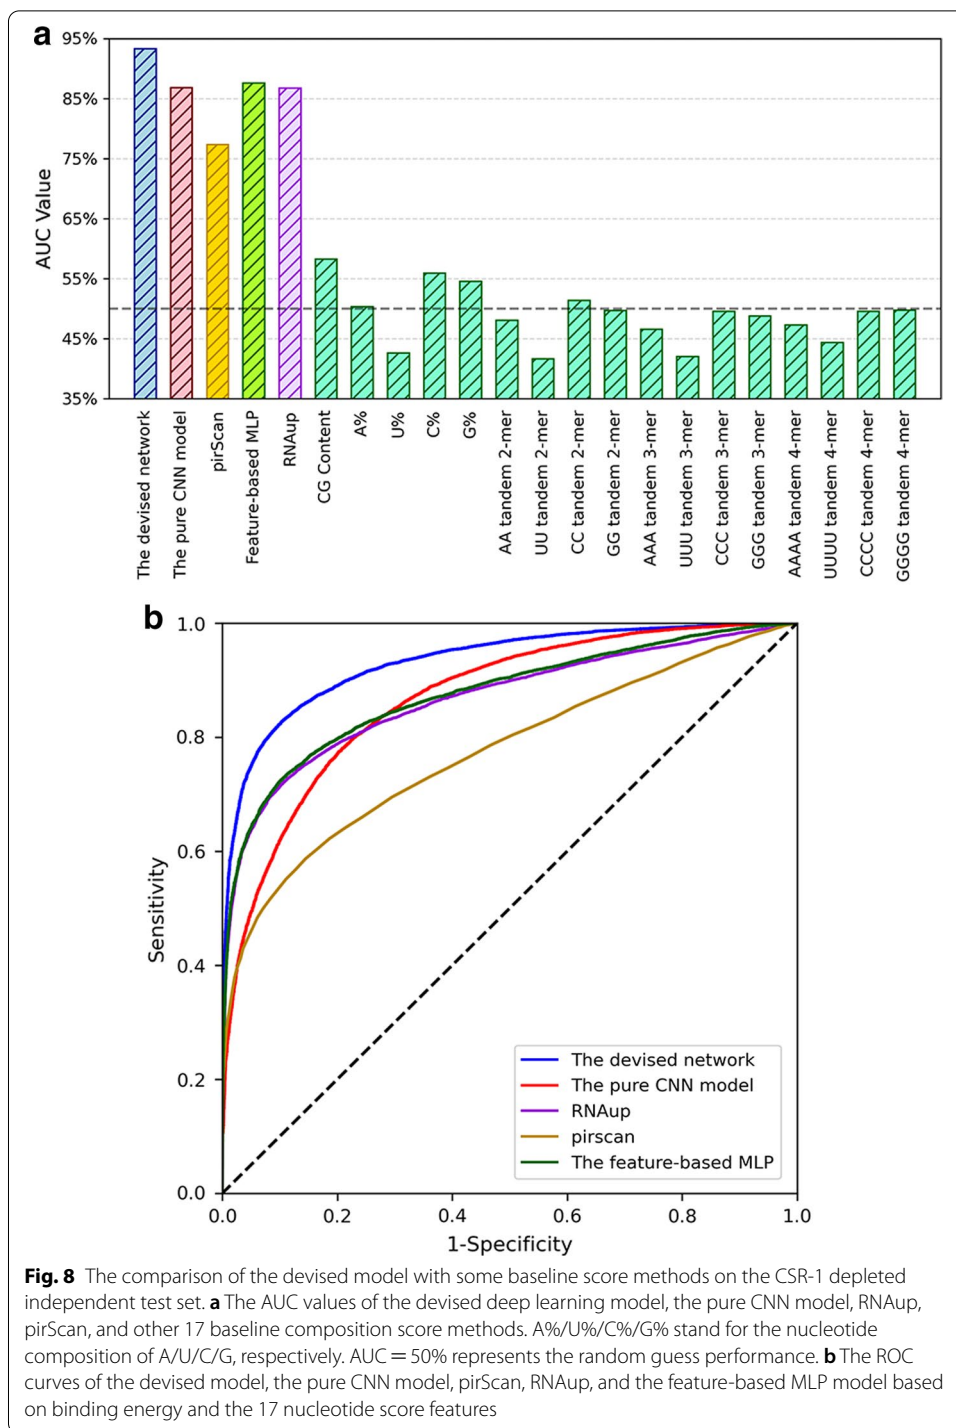 a
95%
85%
75%
65%
55%
45%
35%
AUC Value
The devised network
The pure CNN model
pirScan
Feature-based MLP
RNAup
CG Content
A%
U%
C%
G%
AA tandem 2-mer
UU tandem 2-mer
CC tandem 2-mer
GG tandem 2-mer
AAA tandem 3-mer
UUU tandem 3-mer
CCC tandem 3-mer
GGG tandem 3-mer
AAAA tandem 4-mer
UUUU tandem 4-mer
CCCC tandem 4-mer
GGGG tandem 4-mer
b
1.0
0.8
0.6
0.4
0.2
0.0
Sensitivity
The devised network
The pure CNN model
RNAup
pirscan
The feature-based MLP
0.0 0.2 0.4 0.6 0.8 1.0
1-Specificity
Fig. 8 The comparison of the devised model with some baseline score methods on the CSR-1 depleted
independent test set. a The AUC values of the devised deep learning model, the pure CNN model, RNAup,
pirScan, and other 17 baseline composition score methods. A%/U%/C%/G% stand for the nucleotide
composition of A/U/C/G, respectively. AUC = 50% represents the random guess performance. b The ROC
curves of the devised model, the pure CNN model, pirScan, RNAup, and the feature-based MLP model based
on binding energy and the 17 nucleotide score features